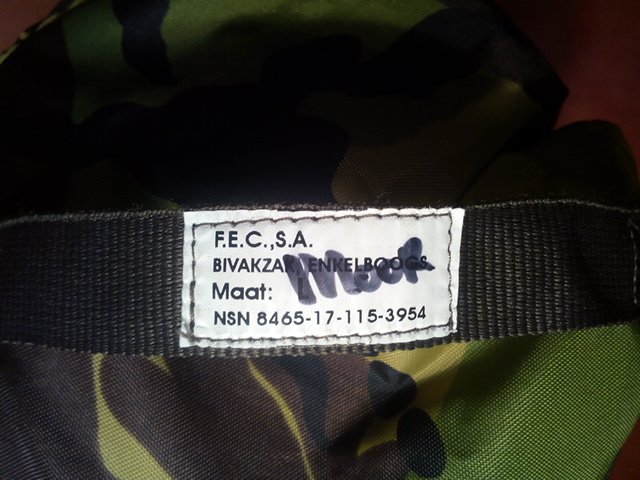 F.E.C.,S.A.
BIVAKZAK, ENKELBOOGS
Maat:
NSN 8465-17-115-3954